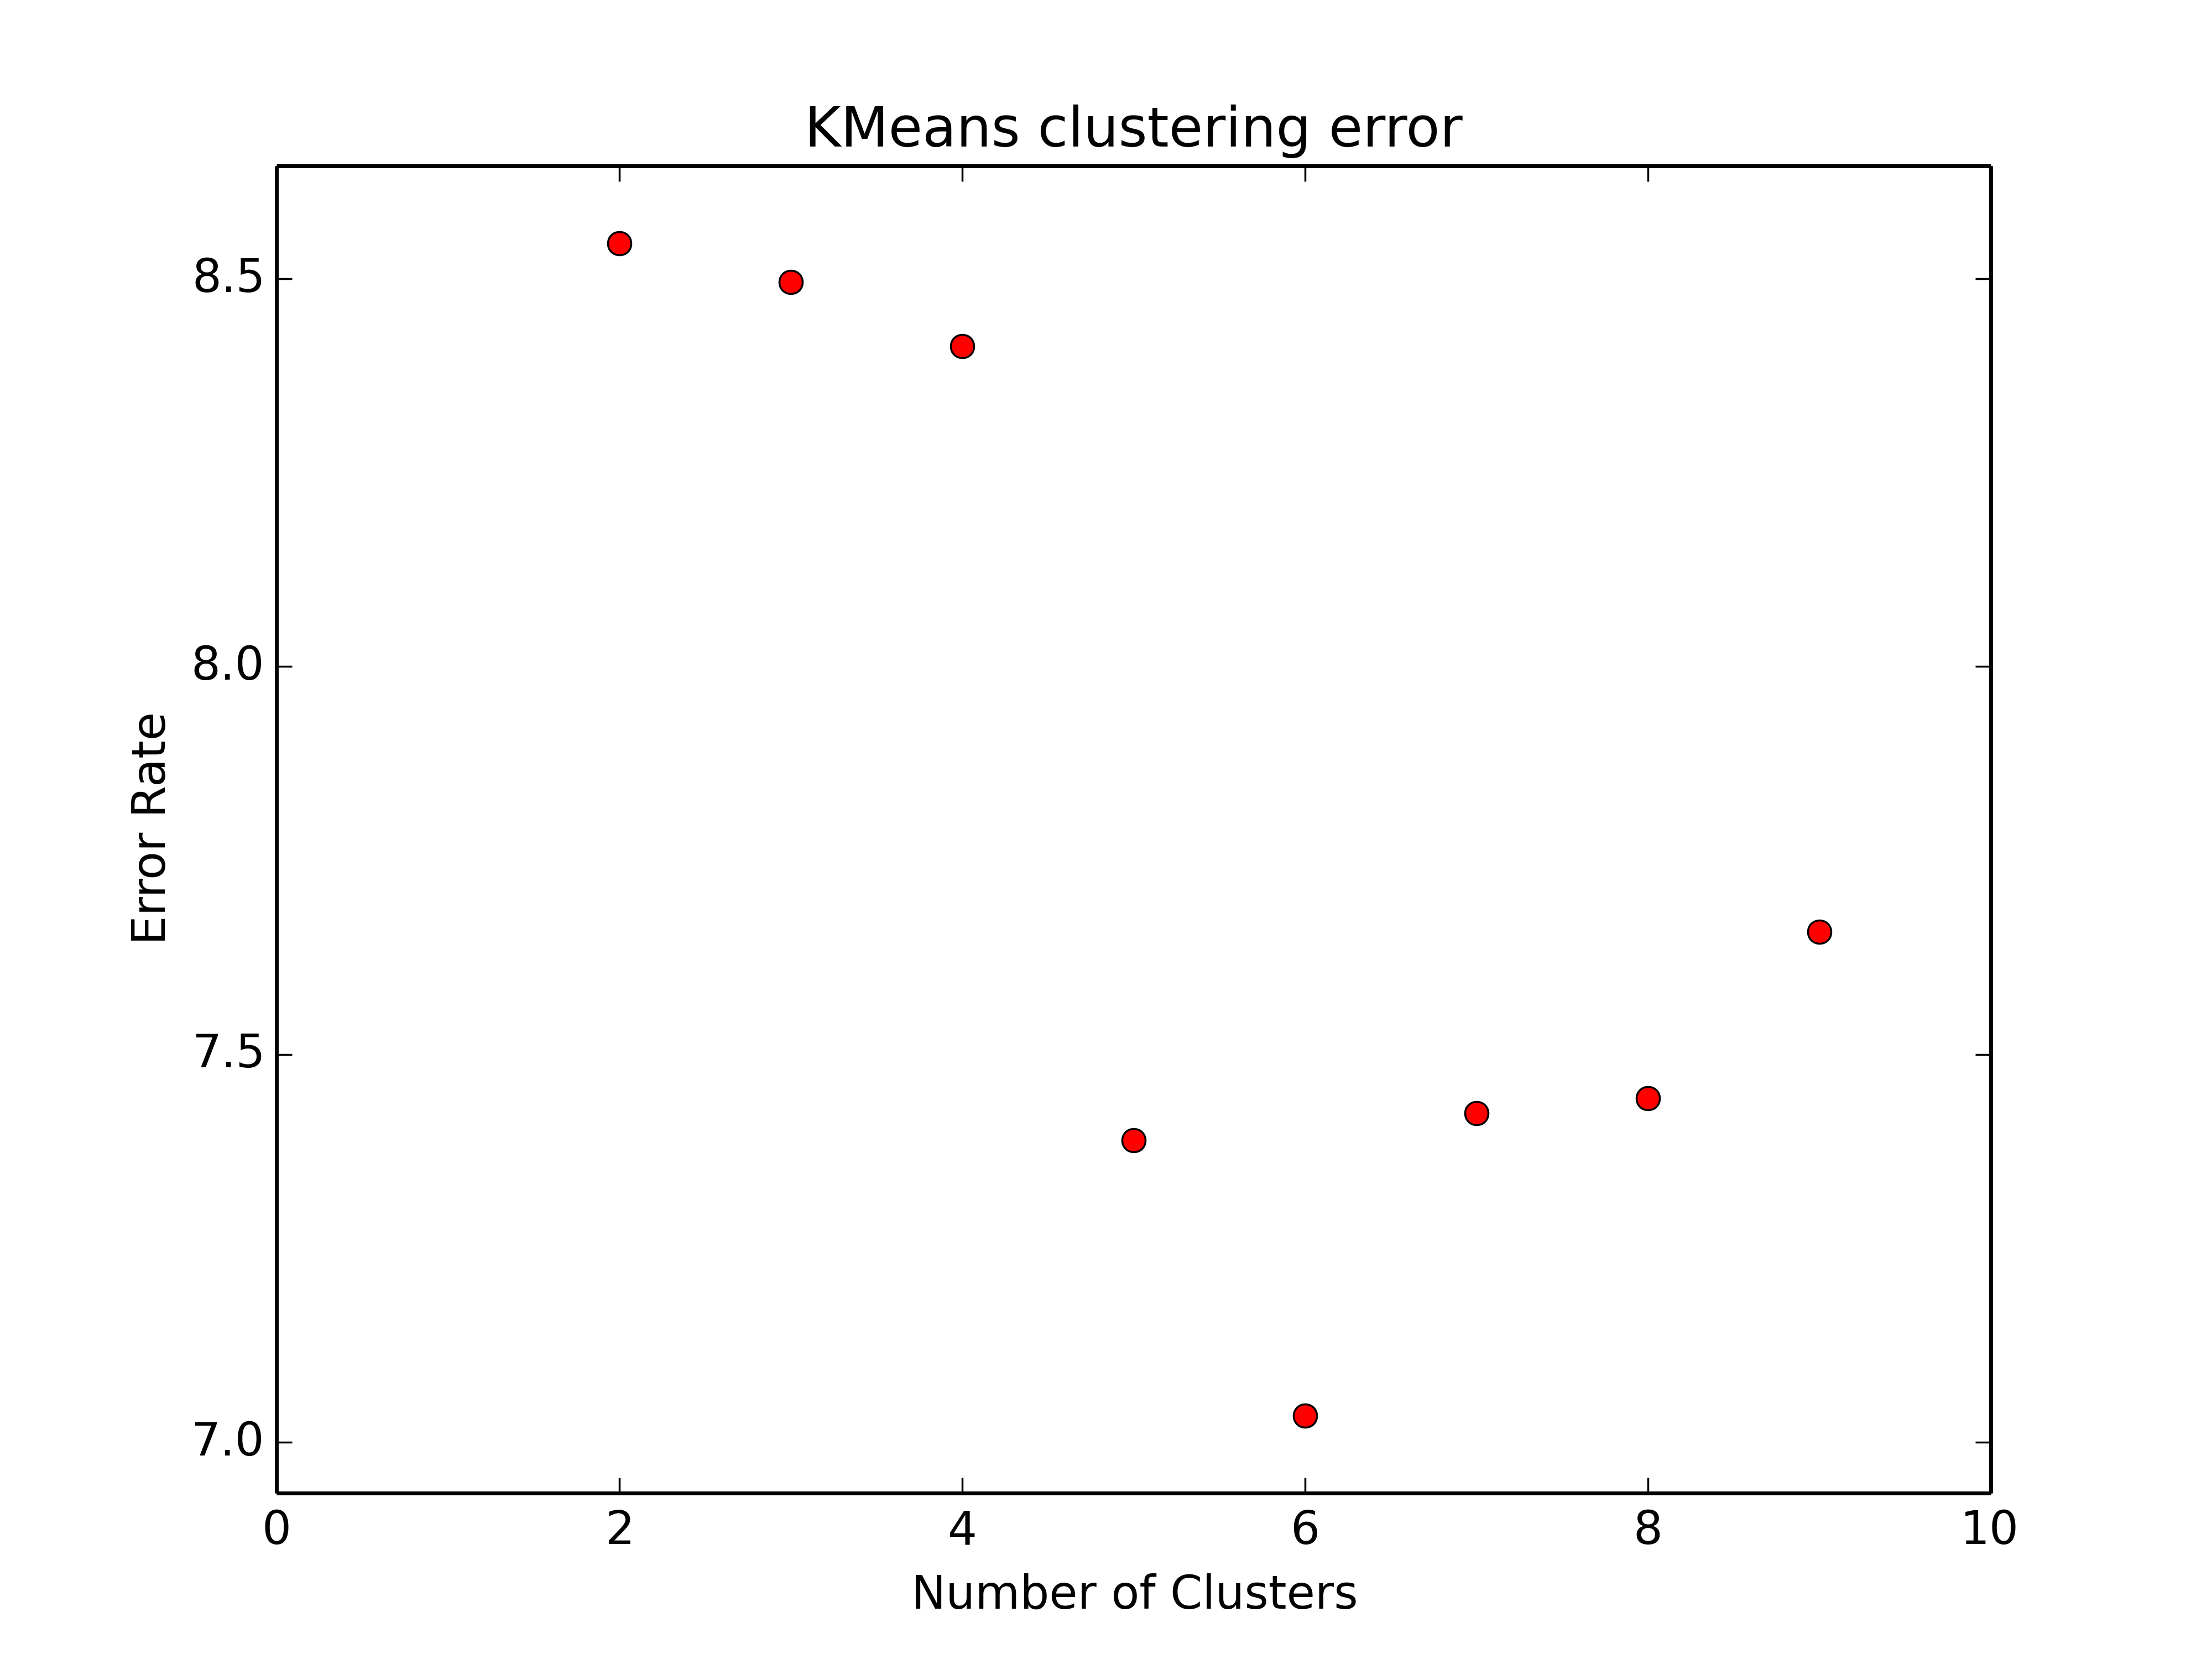 KMeans clustering error
8.5
8.0
7.5
7.0
Error Rate
0 2 4 6 8 10
Number of Clusters